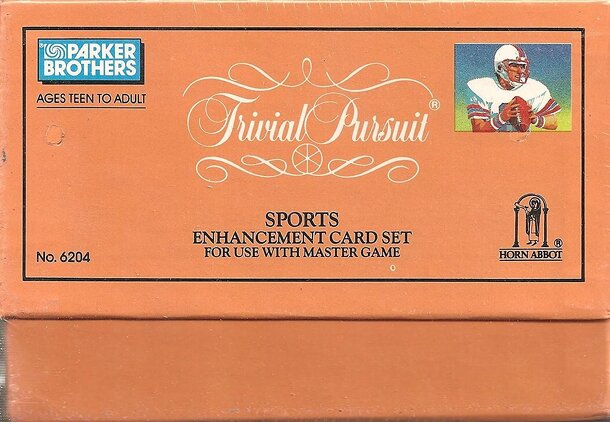 PARKER
BROTHERS
AGES TEEN TO ADULT
Trivial Pursuit®
SPORTS
ENHANCEMENT CARD SET
FOR USE WITH MASTER GAME
No. 6204
HORN ABBOT ®